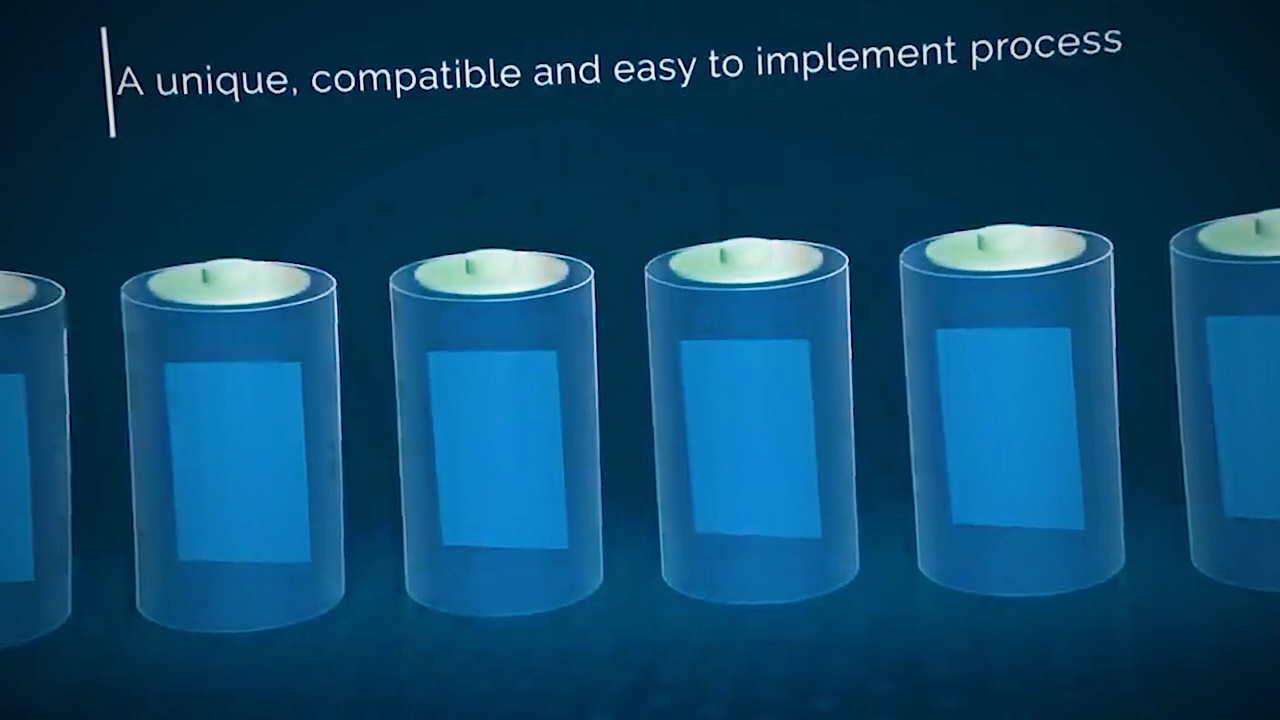 A unique, compatible and easy to implement process